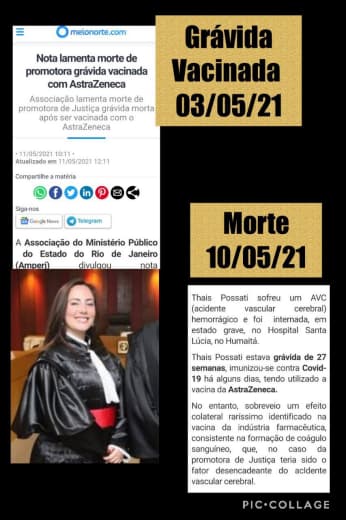 meionorte.com
Nota lamenta morte de
promotora grávida vacinada
com AstraZeneca
Associação lamenta morte de
promotora de Justiça grávida morta
após ser vacinada com o
AstraZeneca
• 11/05/2021 10:11 •
Atualizado em 11/05/2021 12:11
Compartilhe a matéria
Siga-nos
Google News
Telegram
A Associação do Ministério Público
do Estado do Rio de Janeiro
(Amperj) divulgou nota
Grávida
Vacinada
03/05/21
Morte
10/05/21
Thais Possati sofreu um AVC
(acidente vascular cerebral)
hemorrágico e foi internada, em
estado grave, no Hospital Santa
Lúcia, no Humaitá.
Thais Possati estava grávida de 27
semanas, imunizou-se contra Covid-
19 há alguns dias, tendo utilizado a
vacina da AstraZeneca.
No entanto, sobreveio um efeito
colateral raríssimo identificado na
vacina da indústria farmacêutica,
consistente na formação de coágulo
sanguíneo, que, no caso da
promotora de Justiça teria sido o
fator desencadeante do acidente
vascular cerebral.
PIC•COLLAGE